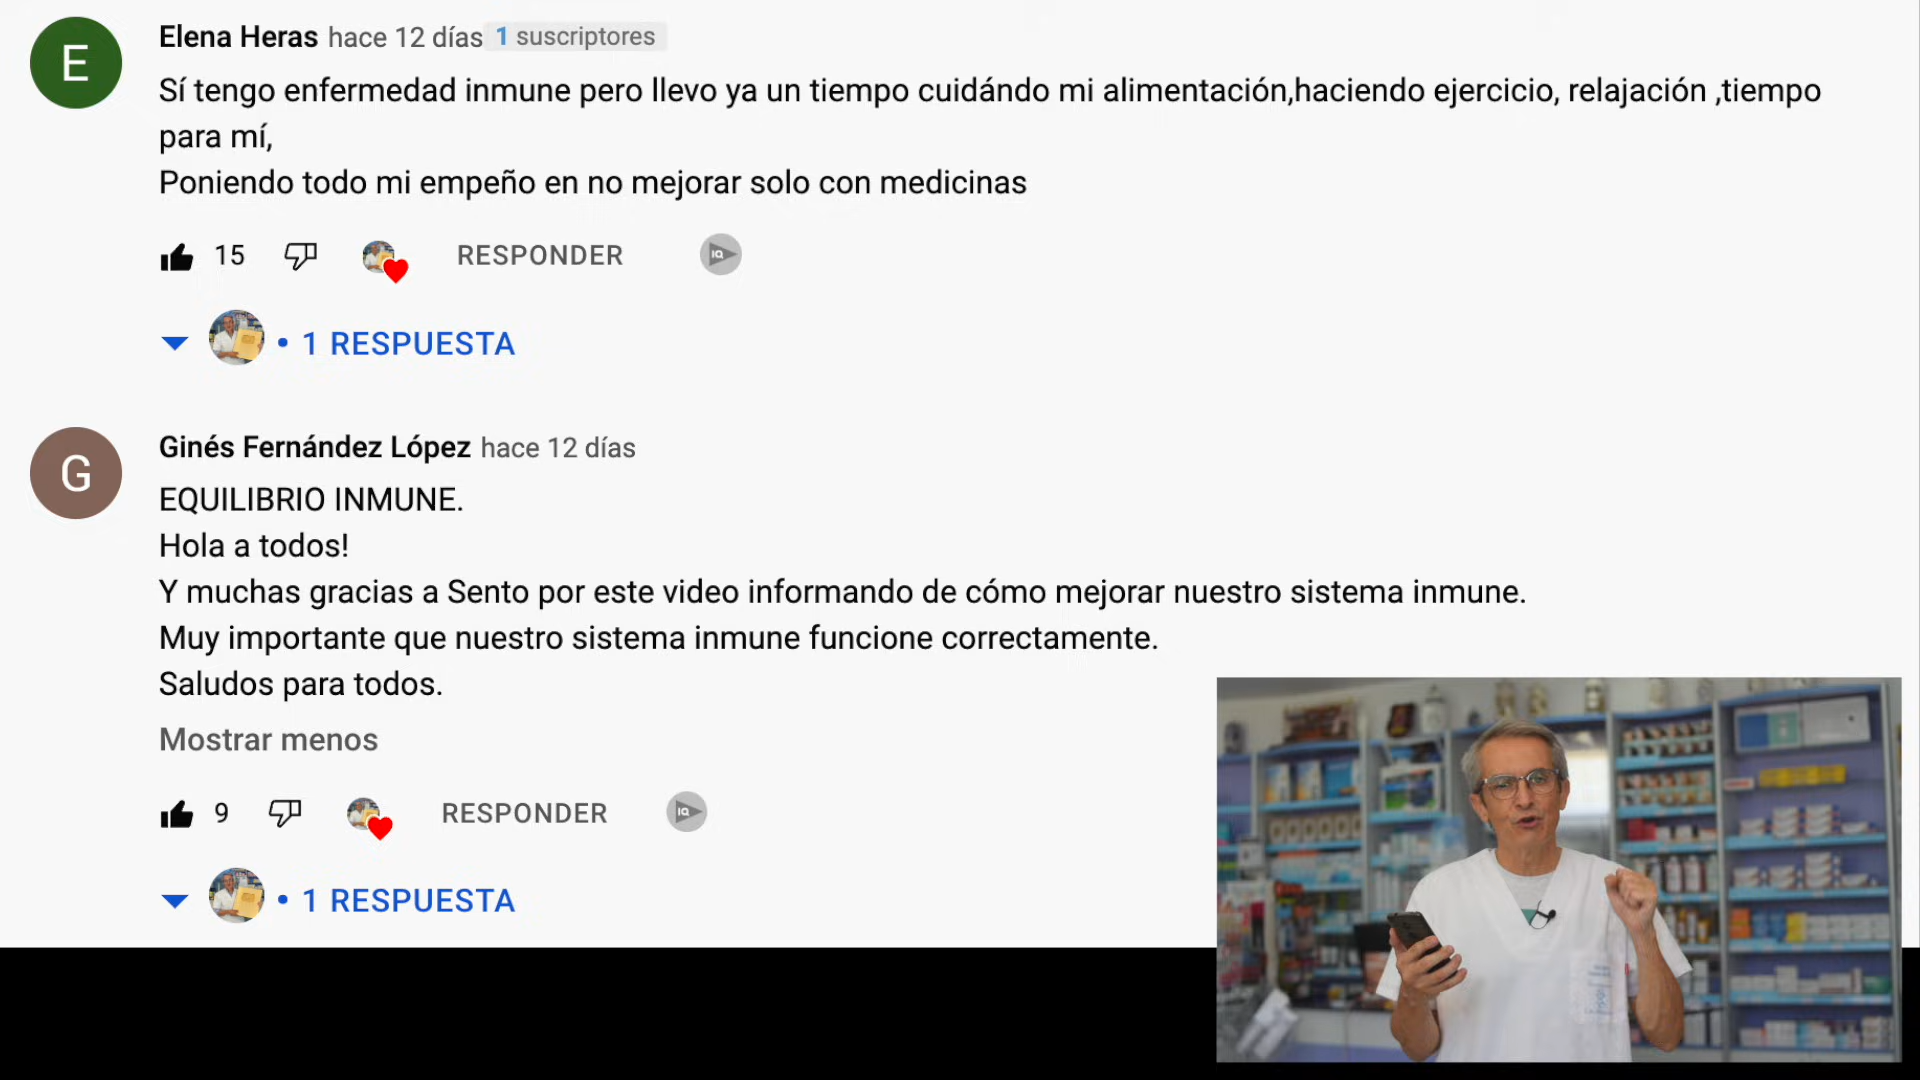 E
Elena Heras hace 12 días 1 suscriptores
Sí tengo enfermedad inmune pero llevo ya un tiempo cuidándo mi alimentación,haciendo ejercicio, relajación ,tiempo
para mí,
Poniendo todo mi empeño en no mejorar solo con medicinas
15 RESPONDER IQ
• 1 RESPUESTA
G
Ginés Fernández López hace 12 días
EQUILIBRIO INMUNE.
Hola a todos!
Y muchas gracias a Sento por este video informando de cómo mejorar nuestro sistema inmune.
Muy importante que nuestro sistema inmune funcione correctamente.
Saludos para todos.
Mostrar menos
9 RESPONDER IQ
• 1 RESPUESTA